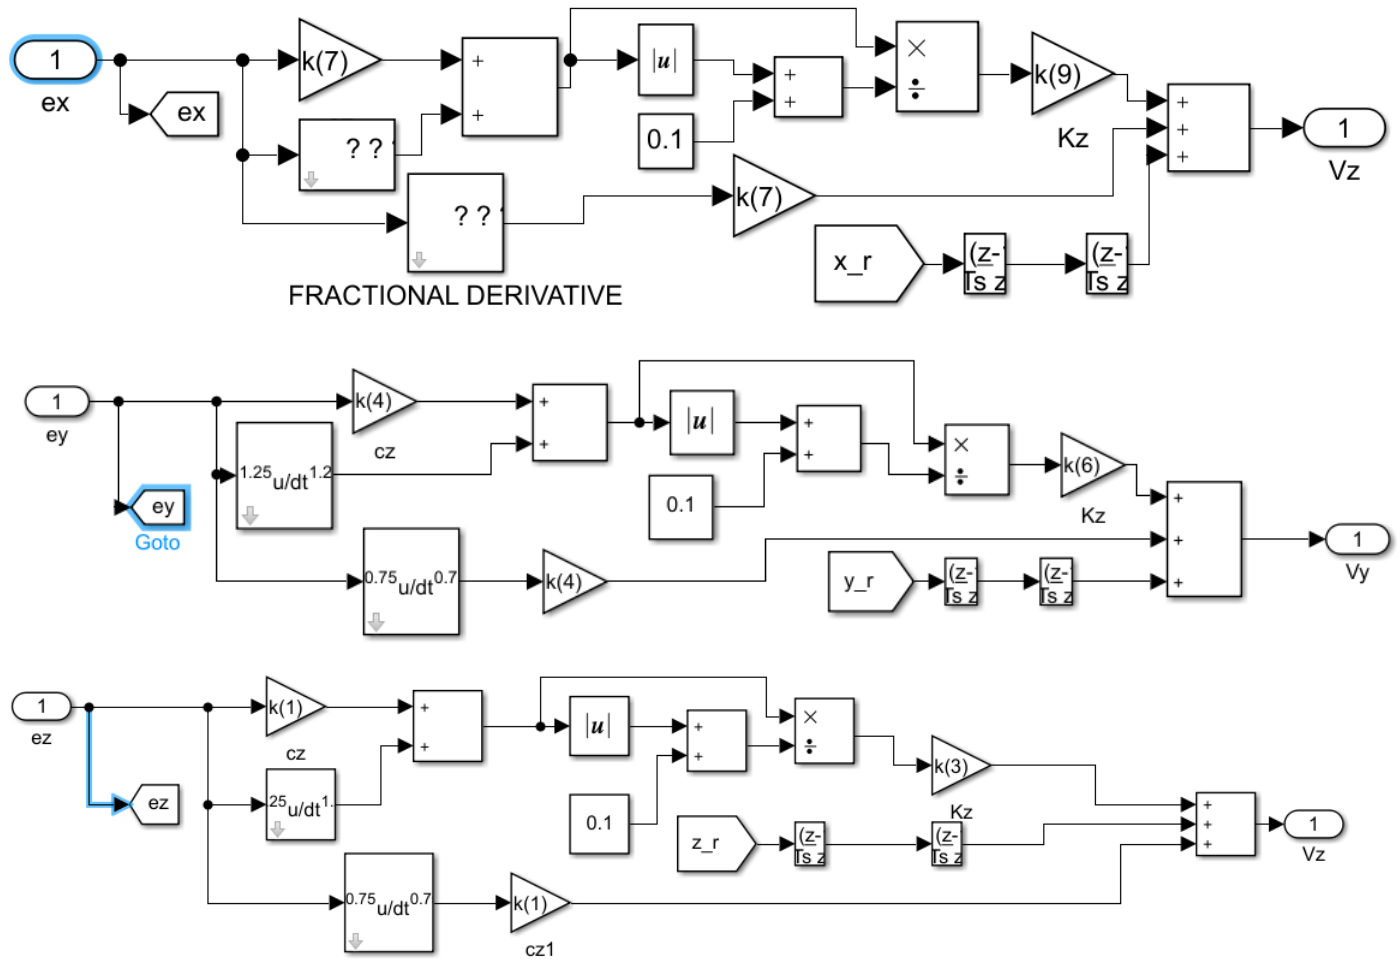 1
ex
ex
k(7)
+
+
? ?
? ?
FRACTIONAL DERIVATIVE
|u|
0.1
+
+
×
÷
k(9)
Kz
k(7)
x_r
(z-
Ts z
(z-
Ts z
+
+
+
1
Vz
1
ey
ey
Goto
k(4)
cz
1.25u/dt1.2
0.75u/dt0.7
k(4)
+
+
|u|
0.1
+
+
×
÷
k(6)
Kz
y_r
(z-
Ts z
(z-
Ts z
+
+
+
1
Vy
1
ez
ez
k(1)
cz
25u/dt1.
0.75u/dt0.7
k(1)
cz1
+
+
|u|
0.1
+
+
×
÷
k(3)
Kz
z_r
(z-
Ts z
(z-
Ts z
+
+
+
1
Vz